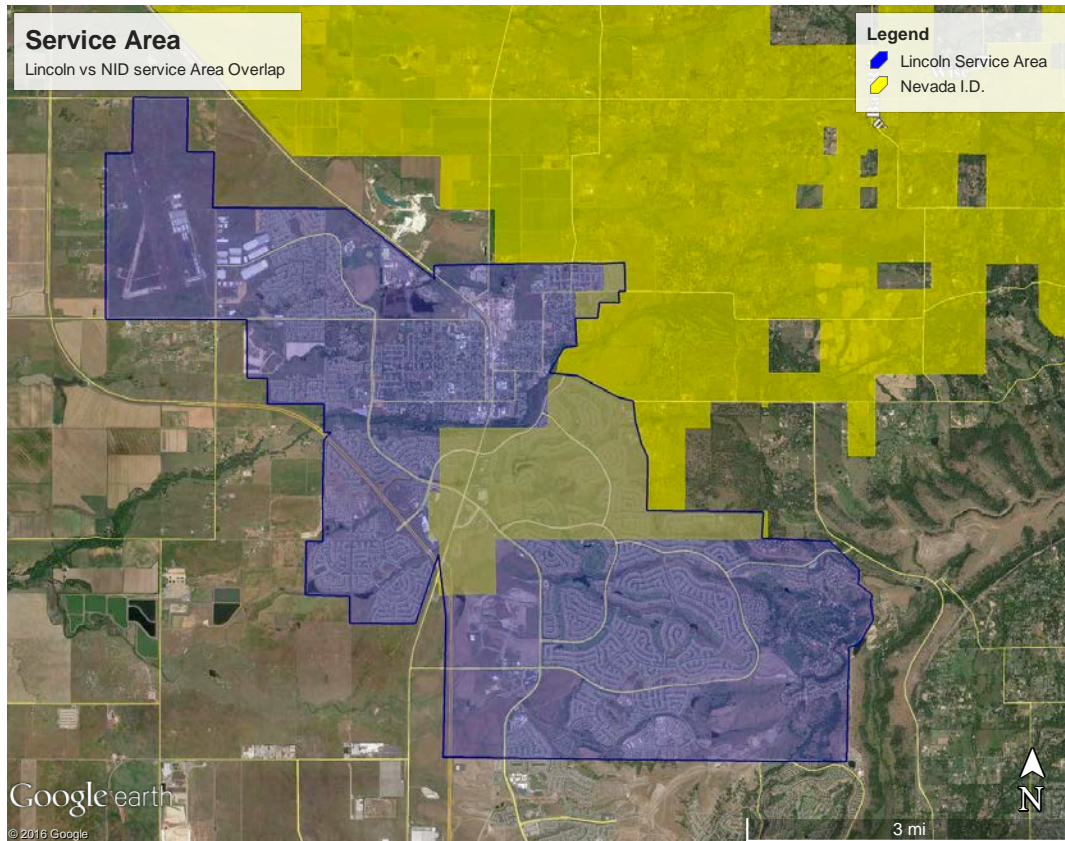 Service Area
Lincoln vs NID service Area Overlap
Legend
Lincoln Service Area
Nevada I.D.
Wise
Google earth
© 2016 Google
N
3 mi